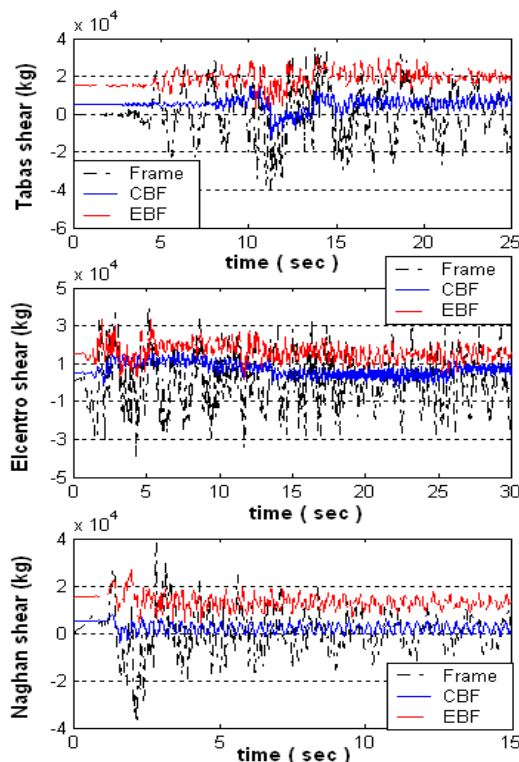 x 10^4
Tabas shear (kg)
4
2
0
-2
-4
-6
Frame
CBF
EBF
0 5 10 15 20 25
time ( sec )
x 10^4
Elcentro shear (kg)
5
3
1
-1
-3
-5
Frame
CBF
EBF
0 5 10 15 20 25 30
time ( sec )
x 10^4
Naghan shear (kg)
4
2
0
-2
-4
Frame
CBF
EBF
0 5 10 15
time ( sec )